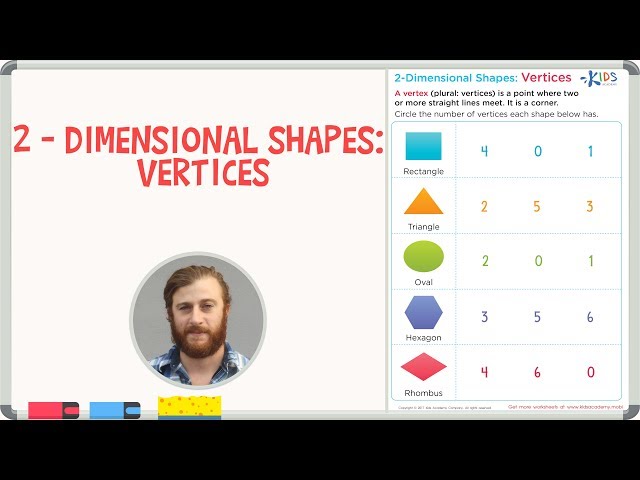 2 - DIMENSIONAL SHAPES:
VERTICES
2-Dimensional Shapes: Vertices
KIDS
ACADEMY
A vertex (plural: vertices) is a point where two
or more straight lines meet. It is a corner.
Circle the number of vertices each shape below has.
4 0 1
Rectangle
2 5 3
Triangle
2 0 1
Oval
3 5 6
Hexagon
4 6 0
Rhombus
Copyright © 2017 Kids Academy Company. All rights reserved.
Get more worksheets at www.kidsacademy.mobi